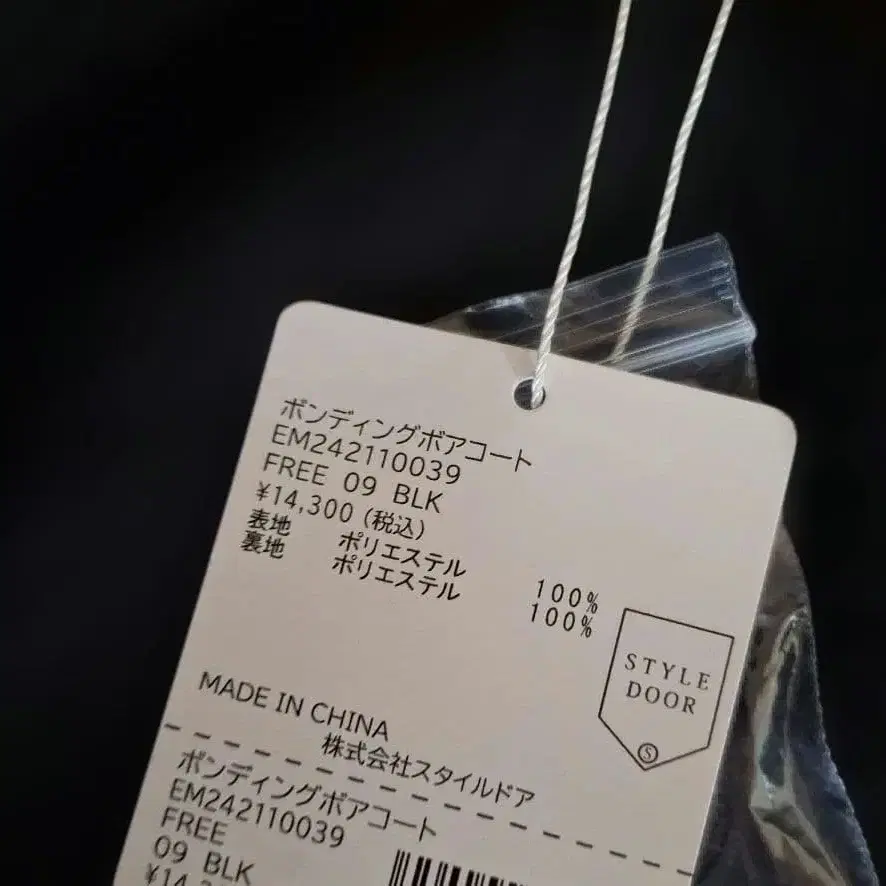 ボンディングボアコート
EM242110039
FREE 09 BLK
¥14,300 (税込)
表地 ポリエステル 100%
裏地 ポリエステル 100%
STYLE
DOOR
S
MADE IN CHINA
株式会社スタイルドア
ボンディングボアコート
EM242110039
FREE
09 BLK